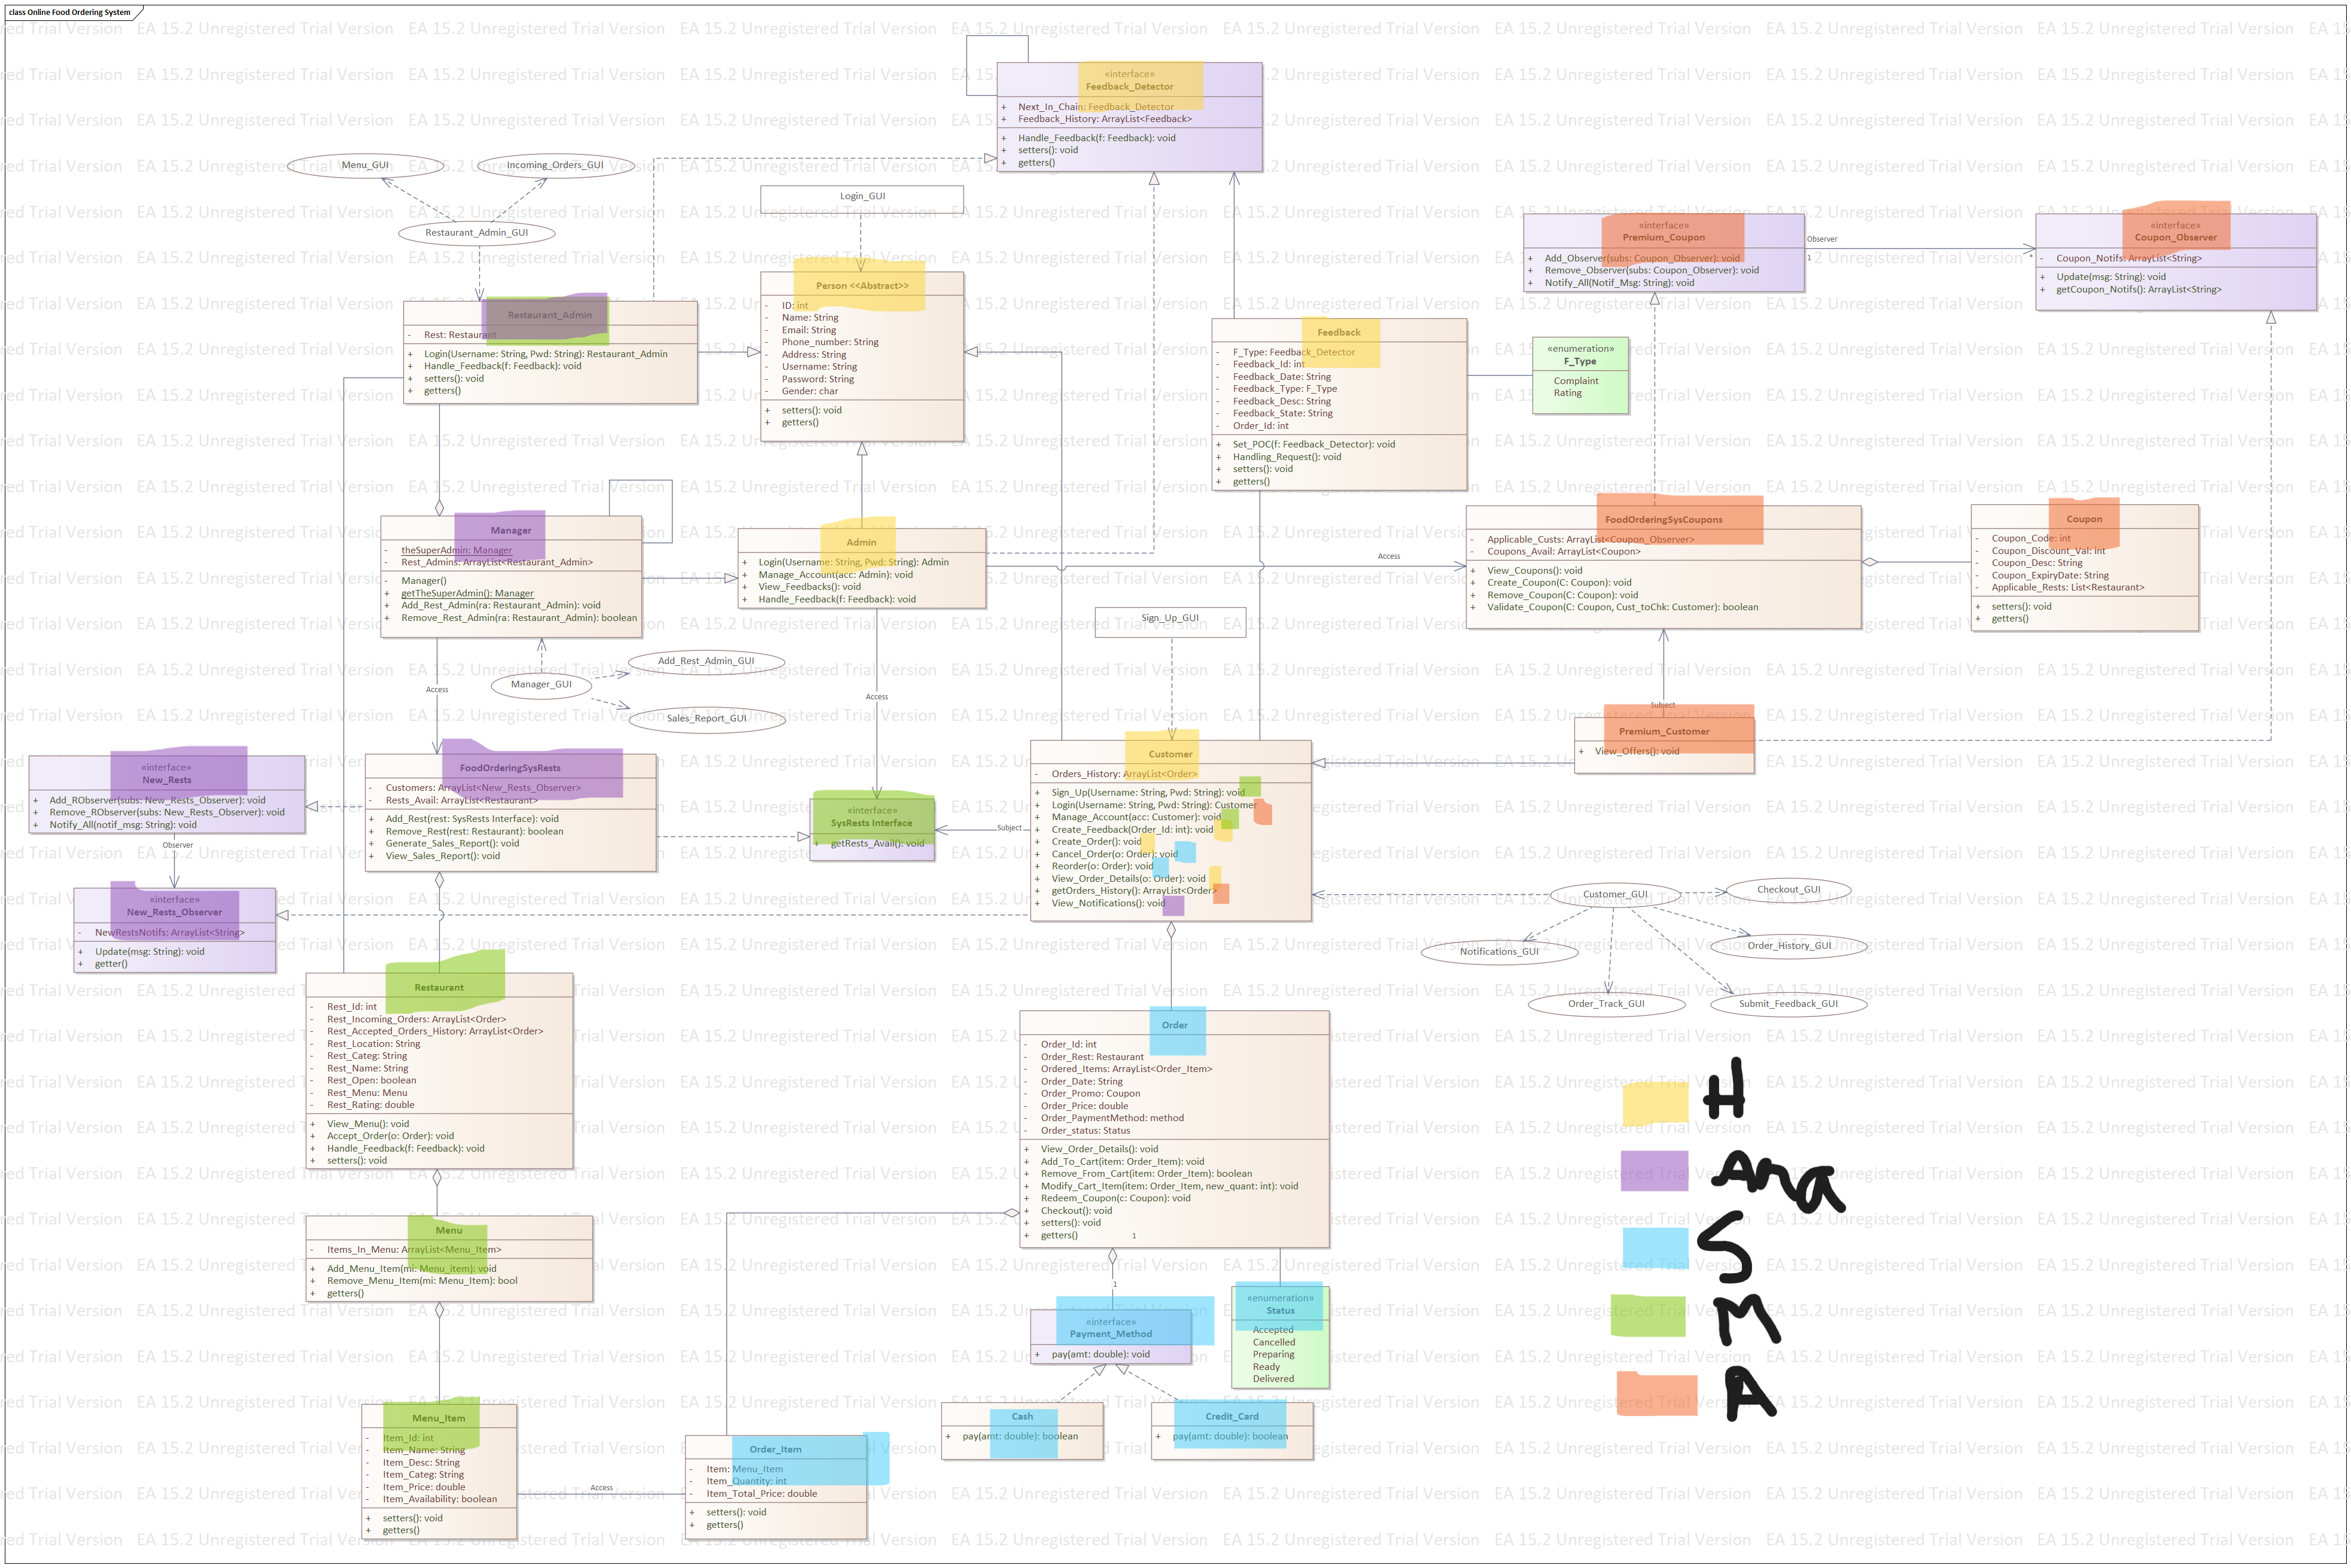 class Online Food Ordering System
EA 15.2 Unregistered Trial Version
«interface»
Feedback_Detector
+ Next_In_Chain: Feedback_Detector
+ Feedback_History: ArrayList<Feedback>
+ Handle_Feedback(f: Feedback): void
+ setters(): void
+ getters()
Menu_GUI
Incoming_Orders_GUI
Restaurant_Admin_GUI
Login_GUI
Restaurant_Admin
- Rest: Restaurant
+ Login(Username: String, Pwd: String): Restaurant_Admin
+ Handle_Feedback(f: Feedback): void
+ setters(): void
+ getters()
Person <<Abstract>>
- ID: int
- Name: String
- Email: String
- Phone_number: String
- Address: String
- Username: String
- Password: String
- Gender: char
+ setters(): void
+ getters()
Feedback
- F_Type: Feedback_Detector
- Feedback_Id: int
- Feedback_Date: String
- Feedback_Type: F_Type
- Feedback_Desc: String
- Feedback_State: String
- Order_Id: int
+ Set_POC(f: Feedback_Detector): void
+ Handling_Request(): void
+ setters(): void
+ getters()
«enumeration»
F_Type
Complaint
Rating
«interface»
Premium_Coupon
+ Add_Observer(subs: Coupon_Observer): void
+ Remove_Observer(subs: Coupon_Observer): void
+ Notify_All(Notif_Msg: String): void
Observer
1
*
«interface»
Coupon_Observer
- Coupon_Notifs: ArrayList<String>
+ Update(msg: String): void
+ getCoupon_Notifs(): ArrayList<String>
Manager
- theSuperAdmin: Manager
- Rest_Admins: ArrayList<Restaurant_Admin>
- Manager()
+ getTheSuperAdmin(): Manager
+ Add_Rest_Admin(ra: Restaurant_Admin): void
+ Remove_Rest_Admin(ra: Restaurant_Admin): boolean
Admin
+ Login(Username: String, Pwd: String): Admin
+ Manage_Account(acc: Admin): void
+ View_Feedbacks(): void
+ Handle_Feedback(f: Feedback): void
Access
FoodOrderingSysCoupons
- Applicable_Custs: ArrayList<Coupon_Observer>
- Coupons_Avail: ArrayList<Coupon>
+ View_Coupons(): void
+ Create_Coupon(C: Coupon): void
+ Remove_Coupon(C: Coupon): void
+ Validate_Coupon(C: Coupon, Cust_toChk: Customer): boolean
Coupon
- Coupon_Code: int
- Coupon_Discount_Val: int
- Coupon_Desc: String
- Coupon_ExpiryDate: String
- Applicable_Rests: List<Restaurant>
+ setters(): void
+ getters()
Sign_Up_GUI
Manager_GUI
Add_Rest_Admin_GUI
Sales_Report_GUI
Access
Access
Subject
Premium_Customer
+ View_Offers(): void
«interface»
New_Rests
+ Add_RObserver(subs: New_Rests_Observer): void
+ Remove_RObserver(subs: New_Rests_Observer): void
+ Notify_All(notif_msg: String): void
Observer
«interface»
New_Rests_Observer
- NewRestsNotifs: ArrayList<String>
+ Update(msg: String): void
+ getter()
FoodOrderingSysRests
- Customers: ArrayList<New_Rests_Observer>
- Rests_Avail: ArrayList<Restaurant>
+ Add_Rest(rest: SysRests Interface): void
+ Remove_Rest(rest: Restaurant): boolean
+ Generate_Sales_Report(): void
+ View_Sales_Report(): void
«interface»
SysRests Interface
+ getRests_Avail(): void
Subject
Customer
- Orders_History: ArrayList<Order>
+ Sign_Up(Username: String, Pwd: String): void
+ Login(Username: String, Pwd: String): Customer
+ Manage_Account(acc: Customer): void
+ Create_Feedback(Order_Id: int): void
+ Create_Order(): void
+ Cancel_Order(o: Order): void
+ Reorder(o: Order): void
+ View_Order_Details(o: Order): void
+ getOrders_History(): ArrayList<Order>
+ View_Notifications(): void
Customer_GUI
Checkout_GUI
Notifications_GUI
Order_History_GUI
Order_Track_GUI
Submit_Feedback_GUI
Restaurant
- Rest_Id: int
- Rest_Incoming_Orders: ArrayList<Order>
- Rest_Accepted_Orders_History: ArrayList<Order>
- Rest_Location: String
- Rest_Categ: String
- Rest_Name: String
- Rest_Open: boolean
- Rest_Menu: Menu
- Rest_Rating: double
+ View_Menu(): void
+ Accept_Order(o: Order): void
+ Handle_Feedback(f: Feedback): void
+ setters(): void
Order
- Order_Id: int
- Order_Rest: Restaurant
- Ordered_Items: ArrayList<Order_Item>
- Order_Date: String
- Order_Promo: Coupon
- Order_Price: double
- Order_PaymentMethod: method
- Order_status: Status
+ View_Order_Details(): void
+ Add_To_Cart(item: Order_Item): void
+ Remove_From_Cart(item: Order_Item): boolean
+ Modify_Cart_Item(item: Order_Item, new_quant: int): void
+ Redeem_Coupon(c: Coupon): void
+ Checkout(): void
+ setters(): void
+ getters()
1
1
Menu
- Items_In_Menu: ArrayList<Menu_Item>
+ Add_Menu_Item(mi: Menu_item): void
+ Remove_Menu_Item(mi: Menu_Item): bool
+ getters()
«interface»
Payment_Method
+ pay(amt: double): void
«enumeration»
Status
Accepted
Cancelled
Preparing
Ready
Delivered
Cash
+ pay(amt: double): boolean
Credit_Card
+ pay(amt: double): boolean
Menu_Item
- Item_Id: int
- Item_Name: String
- Item_Desc: String
- Item_Categ: String
- Item_Price: double
- Item_Availability: boolean
+ setters(): void
+ getters()
Access
Order_Item
- Item: Menu_Item
- Item_Quantity: int
- Item_Total_Price: double
+ setters(): void
+ getters()
H
Ama
S
M
A